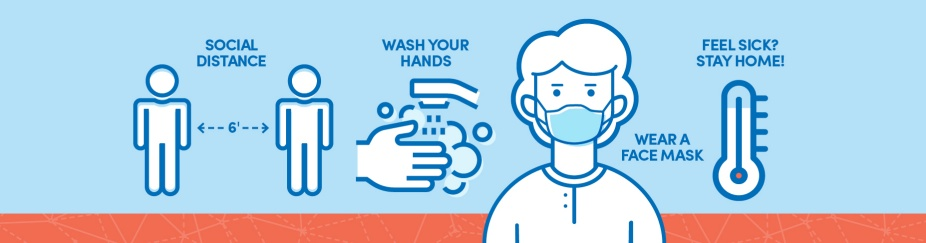 SOCIAL
DISTANCE
6'
WASH YOUR
HANDS
WEAR A
FACE MASK
FEEL SICK?
STAY HOME!